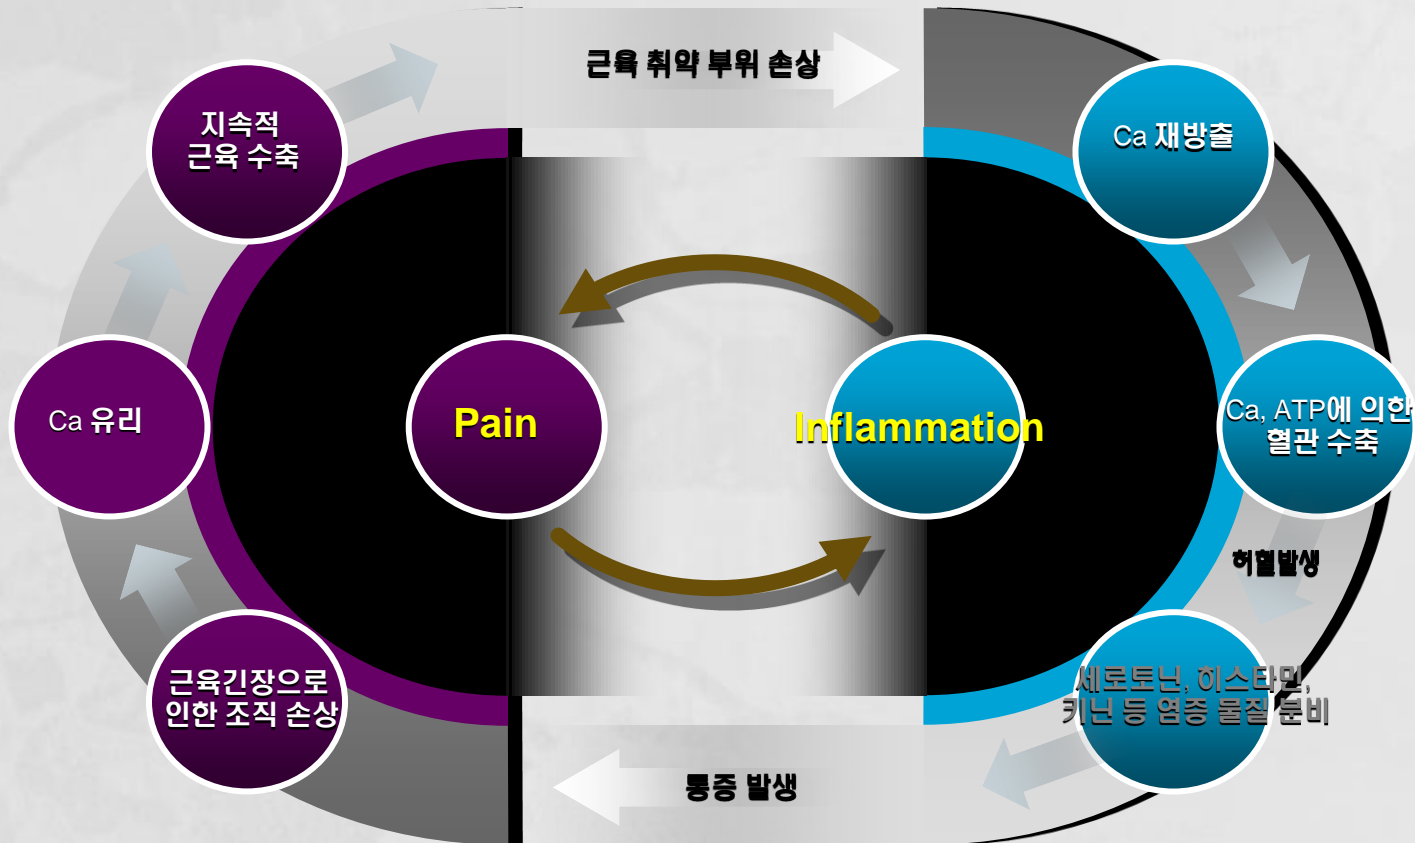 근육 취약 부위 손상
지속적
근육 수축
Ca 재방출
Ca 유리
Pain
Inflammation
Ca, ATP에 의한
혈관 수축
허혈발생
근육긴장으로
인한 조직 손상
세로토닌, 히스타민,
키닌 등 염증 물질 분비
통증 발생